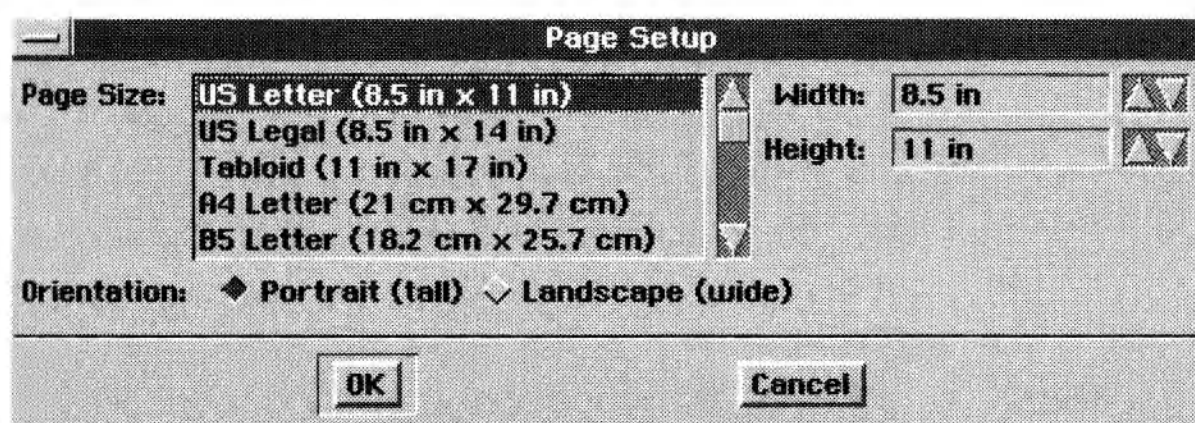 Page Setup
Page Size: US Letter (8.5 in x 11 in) Width: 8.5 in
US Legal (8.5 in x 14 in) Height: 11 in
Tabloid (11 in x 17 in)
A4 Letter (21 cm x 29.7 cm)
B5 Letter (18.2 cm x 25.7 cm)
Orientation: Portrait (tall) Landscape (wide)
OK Cancel